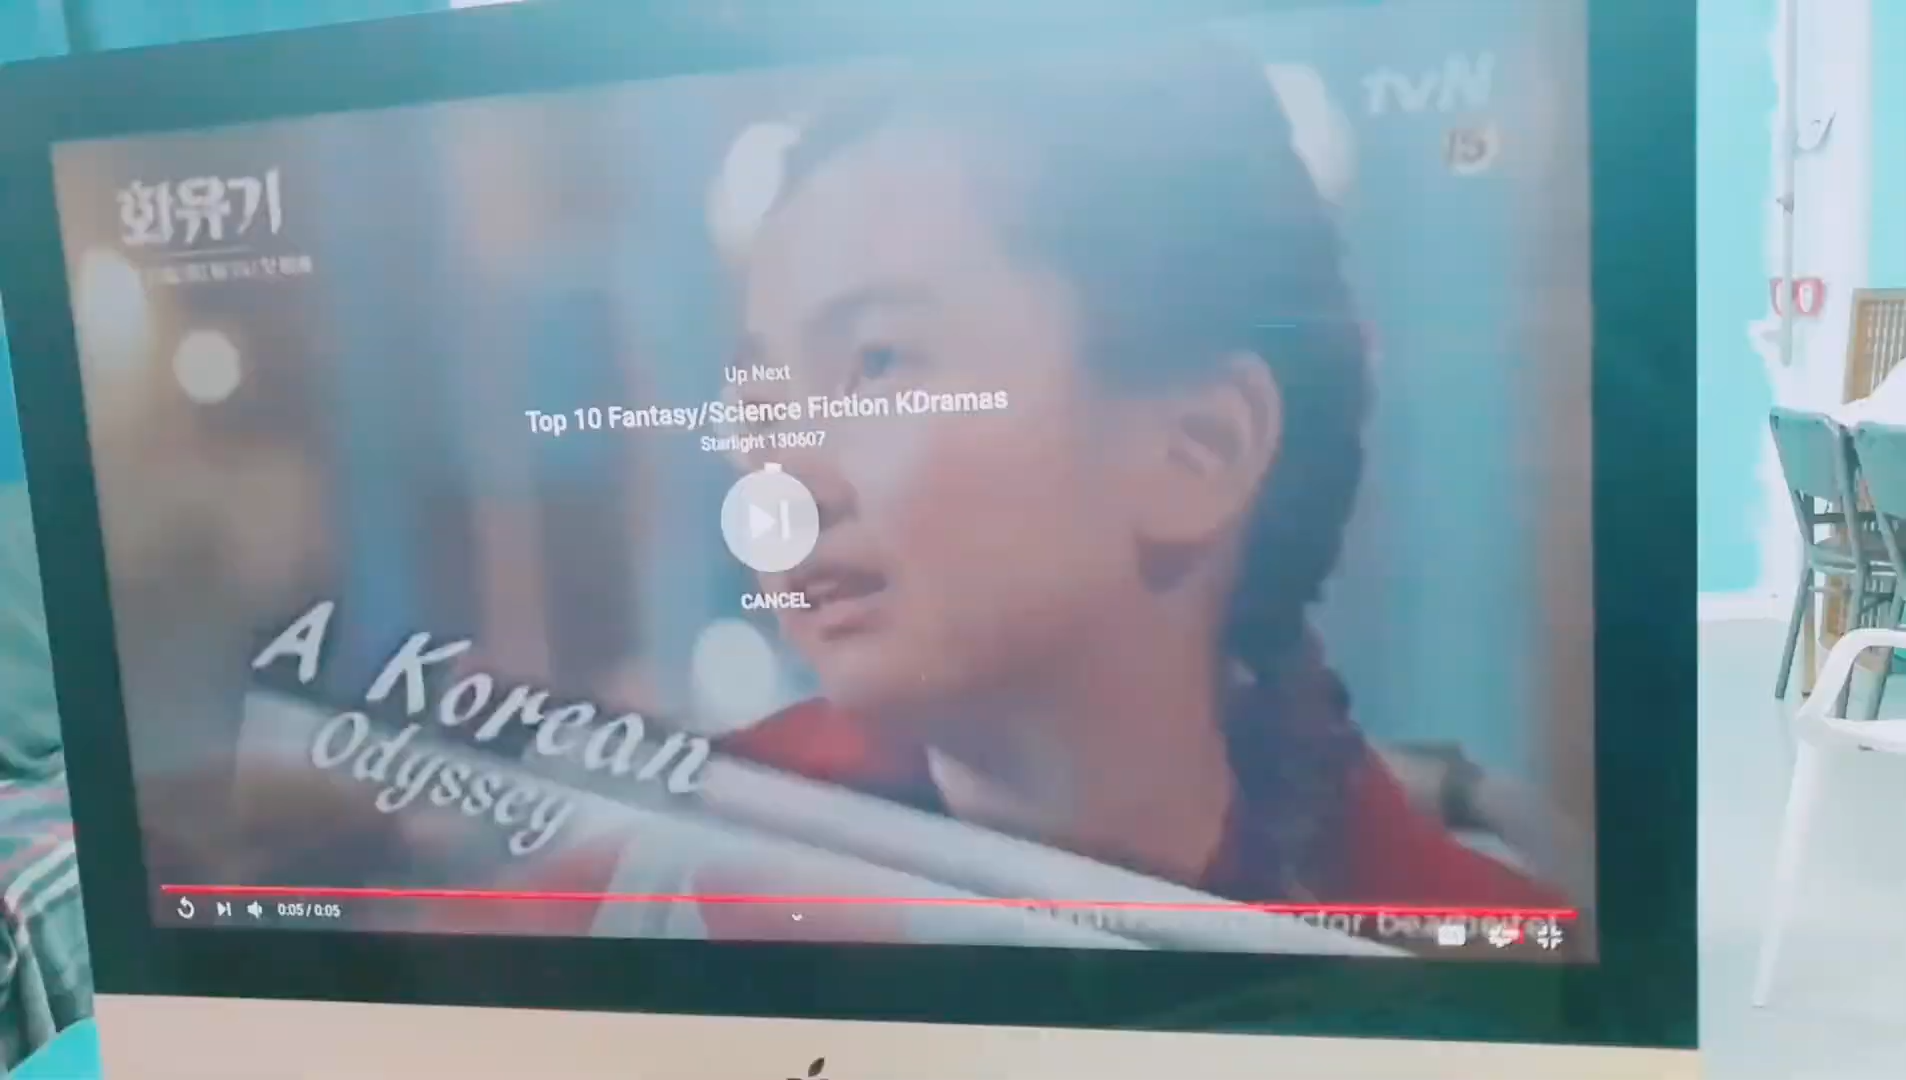 화유기
tvN
15
Up Next
Top 10 Fantasy/Science Fiction KDramas
Starlight 130607
CANCEL
A Korean
Odyssey
0:05 / 0:05